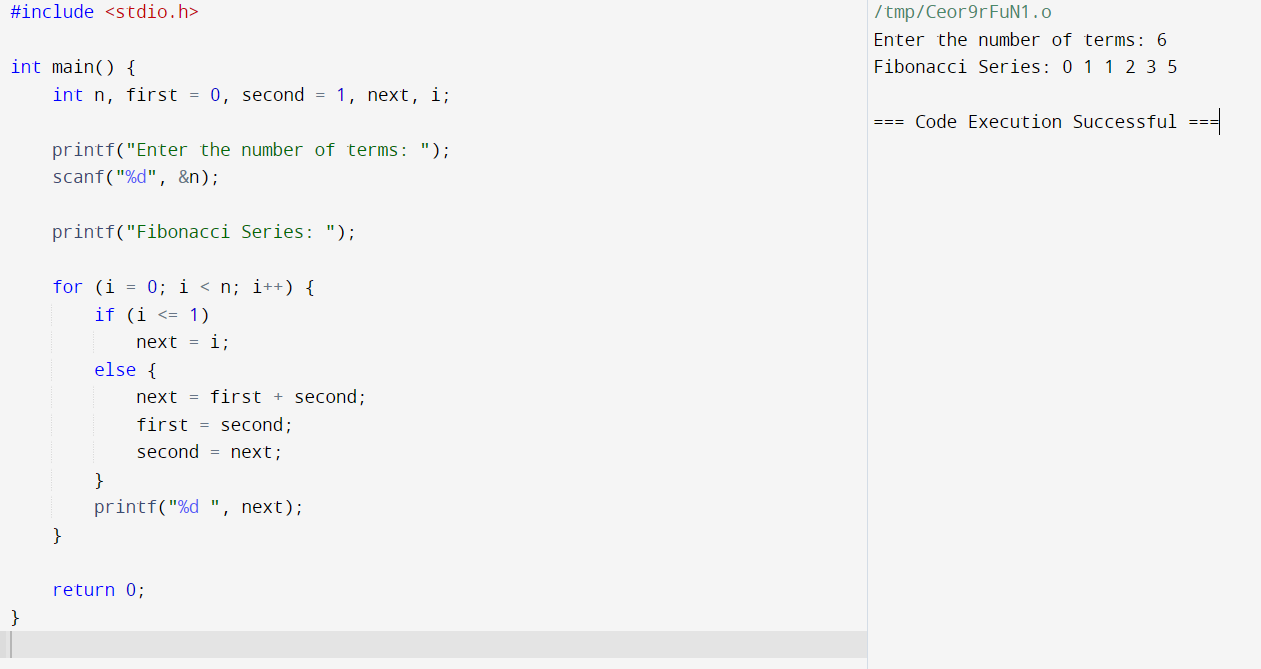 #include <stdio.h>

int main() {
    int n, first = 0, second = 1, next, i;

    printf("Enter the number of terms: ");
    scanf("%d", &n);

    printf("Fibonacci Series: ");

    for (i = 0; i < n; i++) {
        if (i <= 1)
            next = i;
        else {
            next = first + second;
            first = second;
            second = next;
        }
        printf("%d ", next);
    }

    return 0;
}
/tmp/Ceor9rFuN1.o
Enter the number of terms: 6
Fibonacci Series: 0 1 1 2 3 5

=== Code Execution Successful ===